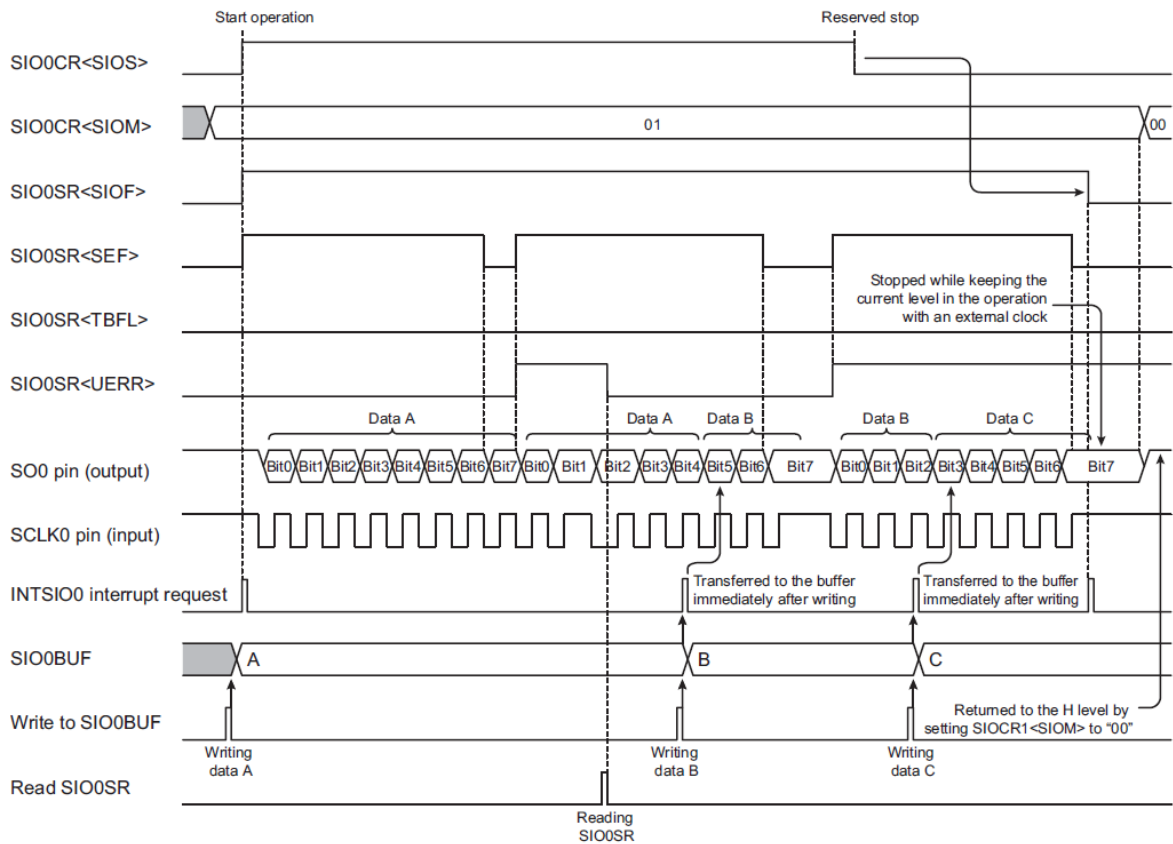 Start operation
Reserved stop
SIO0CR<SIOS>
SIO0CR<SIOM>
01
00
SIO0SR<SIOF>
SIO0SR<SEF>
Stopped while keeping the
current level in the operation
with an external clock
SIO0SR<TBFL>
SIO0SR<UERR>
Data A
Data A
Data B
Data B
Data C
SO0 pin (output)
Bit0 Bit1 Bit2 Bit3 Bit4 Bit5 Bit6 Bit7 Bit0 Bit1 Bit2 Bit3 Bit4 Bit5 Bit6 Bit7 Bit0 Bit1 Bit2 Bit3 Bit4 Bit5 Bit6 Bit7
SCLK0 pin (input)
INTSIO0 interrupt request
Transferred to the buffer
immediately after writing
Transferred to the buffer
immediately after writing
SIO0BUF
A
B
C
Write to SIO0BUF
Returned to the H level by
setting SIOCR1<SIOM> to “00”
Writing
data A
Writing
data B
Writing
data C
Read SIO0SR
Reading
SIO0SR